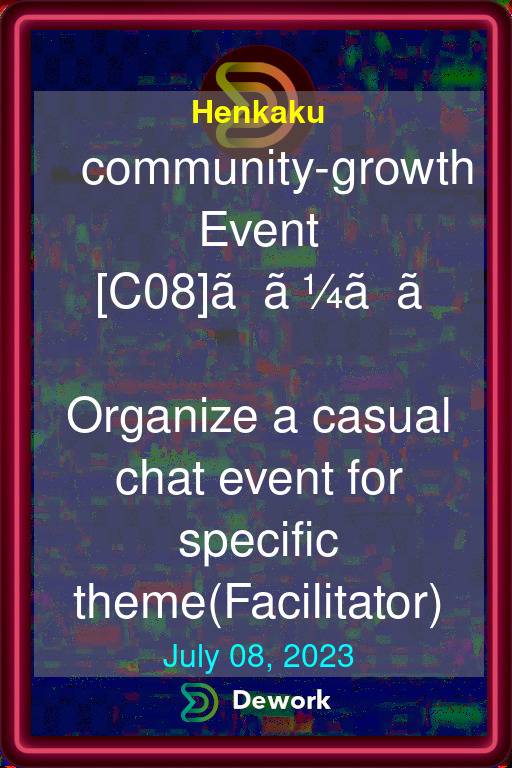 Henkaku
community-growth
Event
[C08]ã ã ¼ã ã
Organize a casual
chat event for
specific
theme(Facilitator)
July 08, 2023
Dework